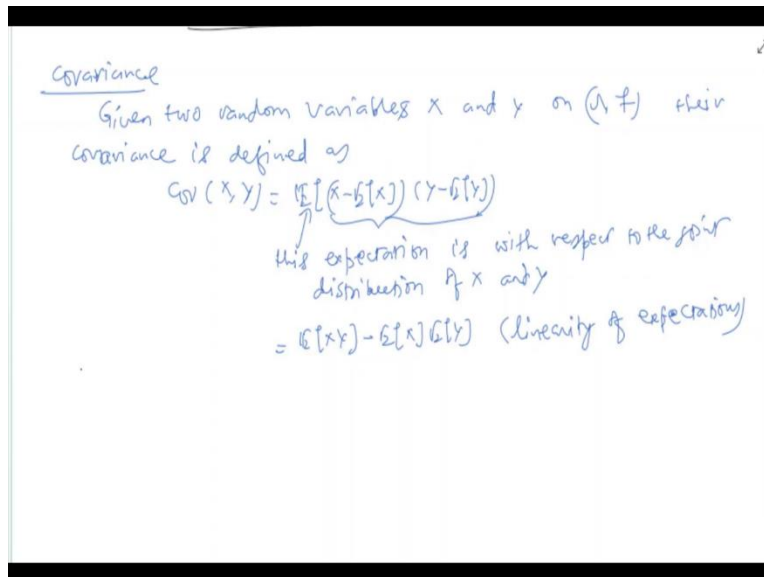 Covariance
Given two random variables X and Y on (Ω, F) their
covariance is defined as
Cov (X, Y) = E[(X-E[X]) (Y-E[Y])
this expectation is with respect to the joint
distribution of X and Y
= E[XY]-E[X]E[Y] (linearity of expectations)